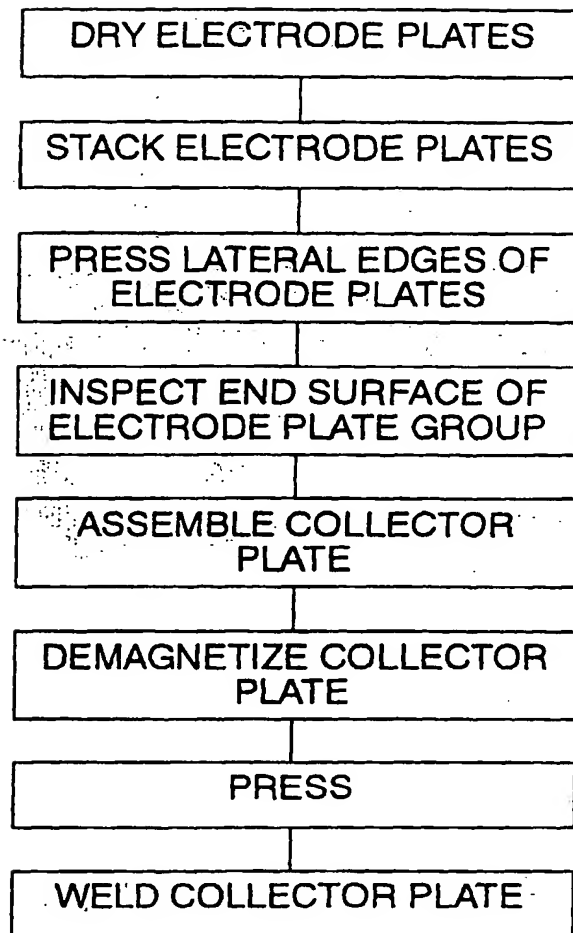 DRY ELECTRODE PLATES
STACK ELECTRODE PLATES
PRESS LATERAL EDGES OF
ELECTRODE PLATES
INSPECT END SURFACE OF
ELECTRODE PLATE GROUP
ASSEMBLE COLLECTOR
PLATE
DEMAGNETIZE COLLECTOR
PLATE
PRESS
WELD COLLECTOR PLATE